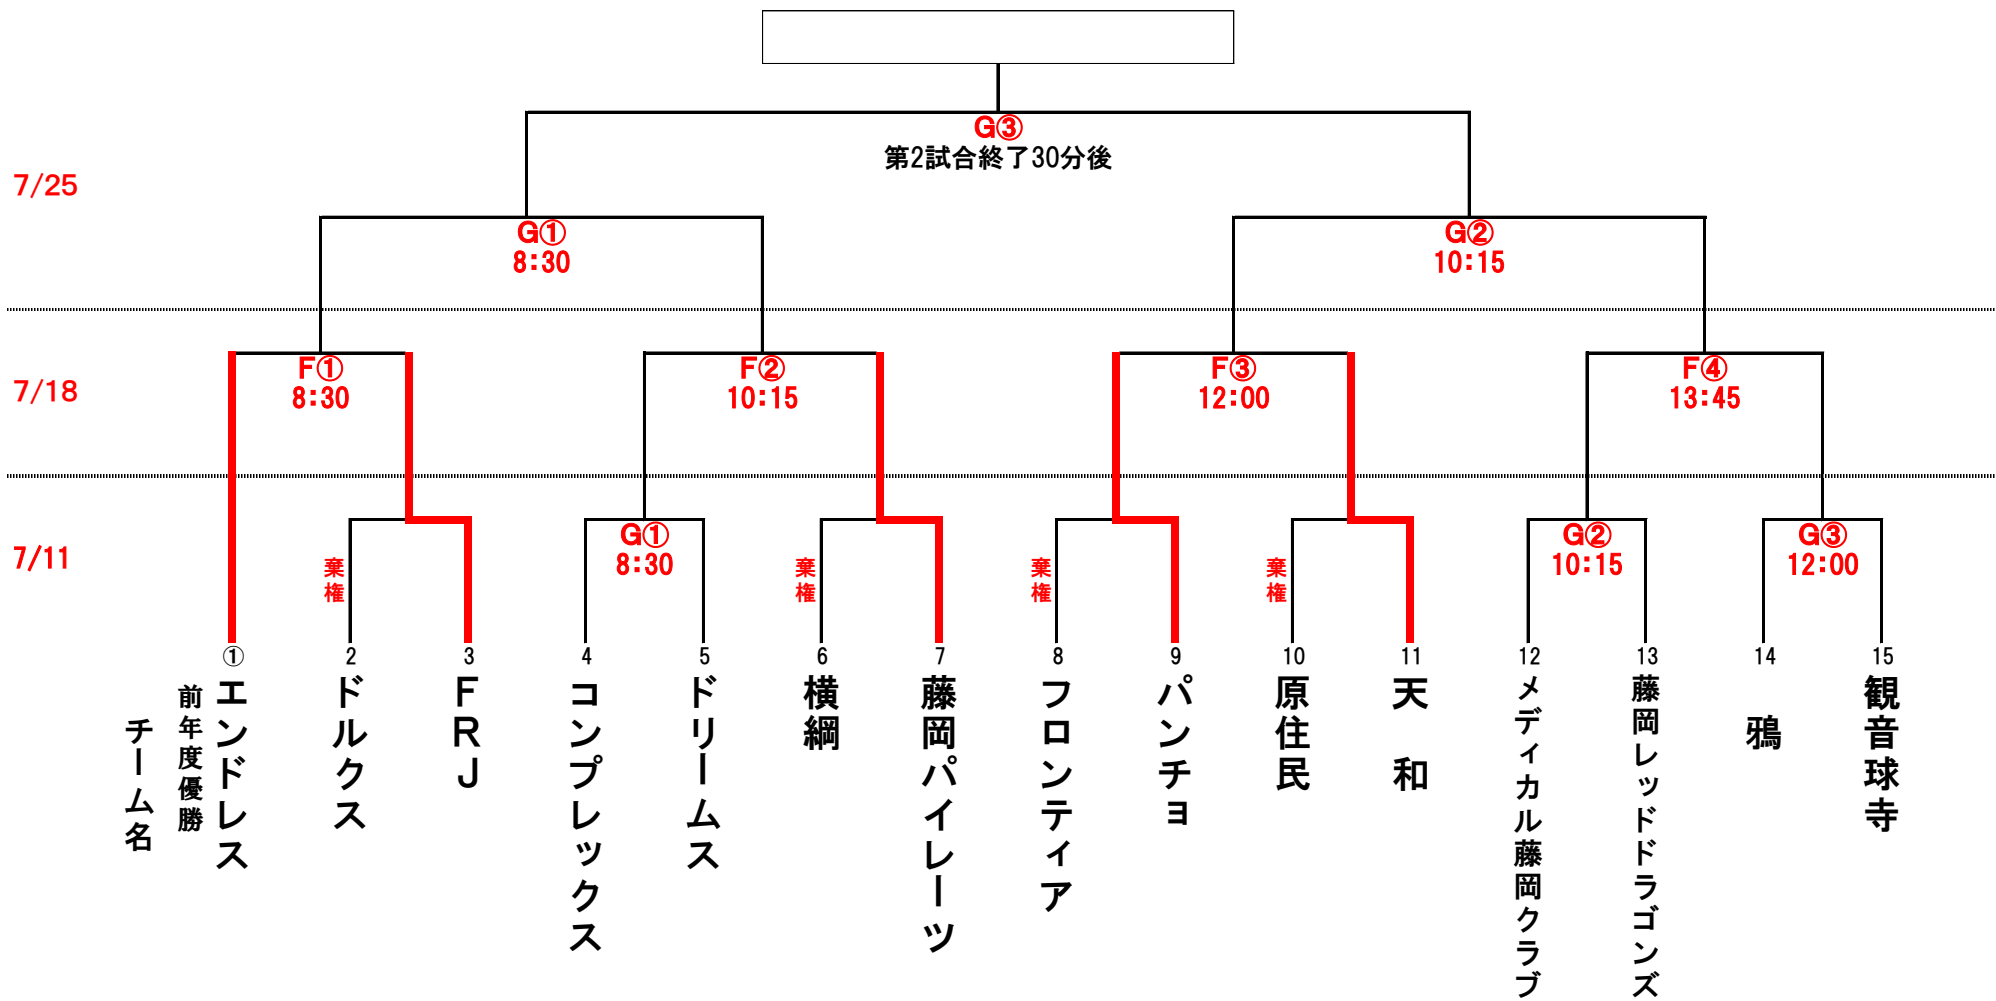 G③
第2試合終了30分後
7/25
G①
8:30
G②
10:15
7/18
F①
8:30
F②
10:15
F③
12:00
F④
13:45
7/11
棄権
G①
8:30
棄権
棄権
棄権
G②
10:15
G③
12:00
①
2
3
4
5
6
7
8
9
10
11
12
13
14
15
チーム名
前年度優勝
エンドレス
ドルクス
FRJ
コンプレックス
ドリームス
横綱
藤岡パイレーツ
フロンティア
パンチョ
原住民
天和
メディカル藤岡クラブ
藤岡レッドドラゴンズ
鴉
観音球寺